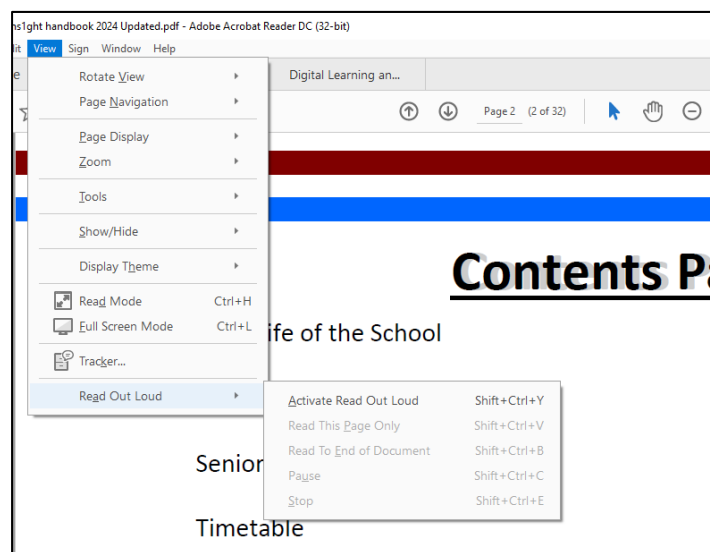 ns1ght handbook 2024 Updated.pdf - Adobe Acrobat Reader DC (32-bit)
View Sign Window Help
Digital Learning an...
Page 2 (2 of 32)
Rotate View
Page Navigation
Page Display
Zoom
Tools
Show/Hide
Display Theme
Read Mode Ctrl+H
Full Screen Mode Ctrl+L
Tracker...
Read Out Loud
Activate Read Out Loud Shift+Ctrl+Y
Read This Page Only Shift+Ctrl+V
Read To End of Document Shift+Ctrl+B
Pause Shift+Ctrl+C
Stop Shift+Ctrl+E
Contents Pa
ife of the School
Senior
Timetable